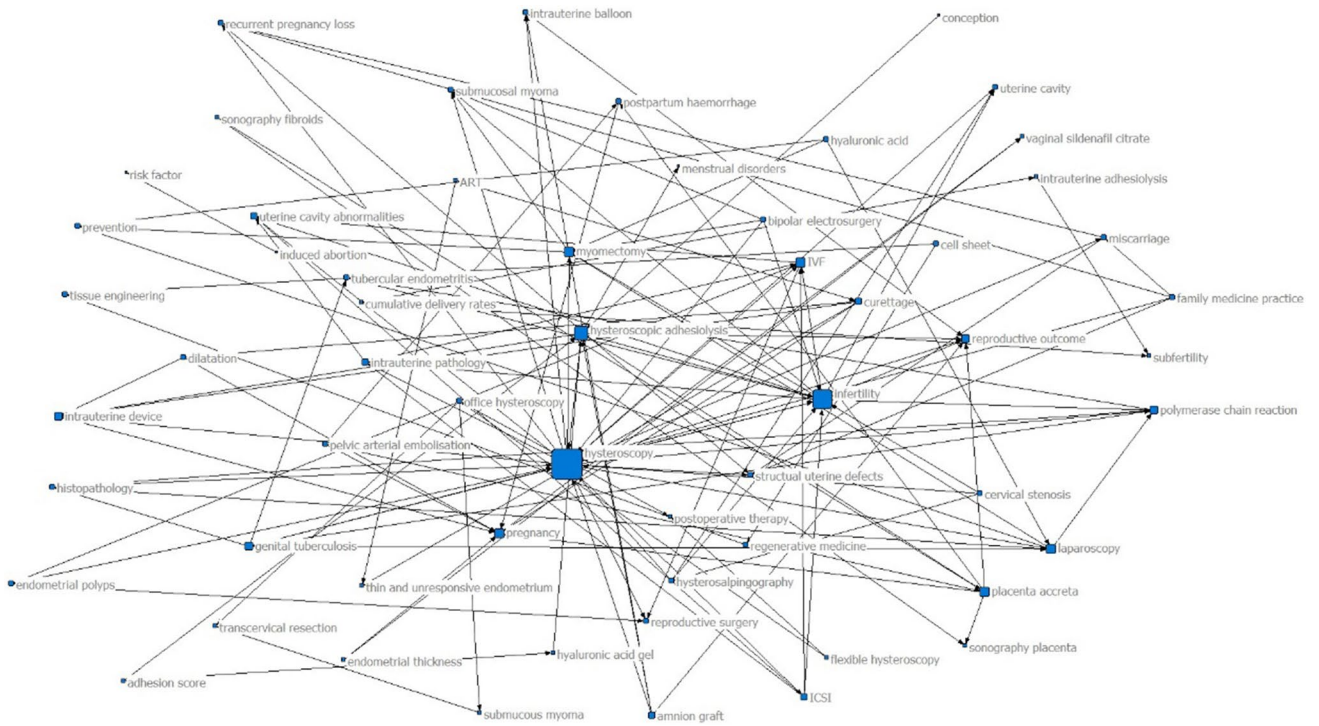 recurrent pregnancy loss
intrauterine balloon
conception
submucosal myoma
postpartum haemorrhage
uterine cavity
sonography fibroids
hyaluronic acid
vaginal sildenafil citrate
risk factor
ART
menstrual disorders
intrauterine adhesiolysis
uterine cavity abnormalities
bipolar electrosurgery
prevention
miscarriage
induced abortion
myomectomy
cell sheet
IVF
tubercular endometritis
tissue engineering
cumulative delivery rates
curettage
family medicine practice
hysteroscopic adhesiolysis
reproductive outcome
dilatation
intrauterine pathology
subfertility
infertility
office hysteroscopy
intrauterine device
polymerase chain reaction
pelvic arterial embolisation
hysteroscopy
structual uterine defects
histopathology
cervical stenosis
postoperative therapy
pregnancy
genital tuberculosis
regenerative medicine
laparoscopy
endometrial polyps
thin and unresponsive endometrium
hysterosalpingography
placenta accreta
reproductive surgery
transcervical resection
sonography placenta
hyaluronic acid gel
endometrial thickness
flexible hysteroscopy
adhesion score
ICSI
submucous myoma
amnion graft